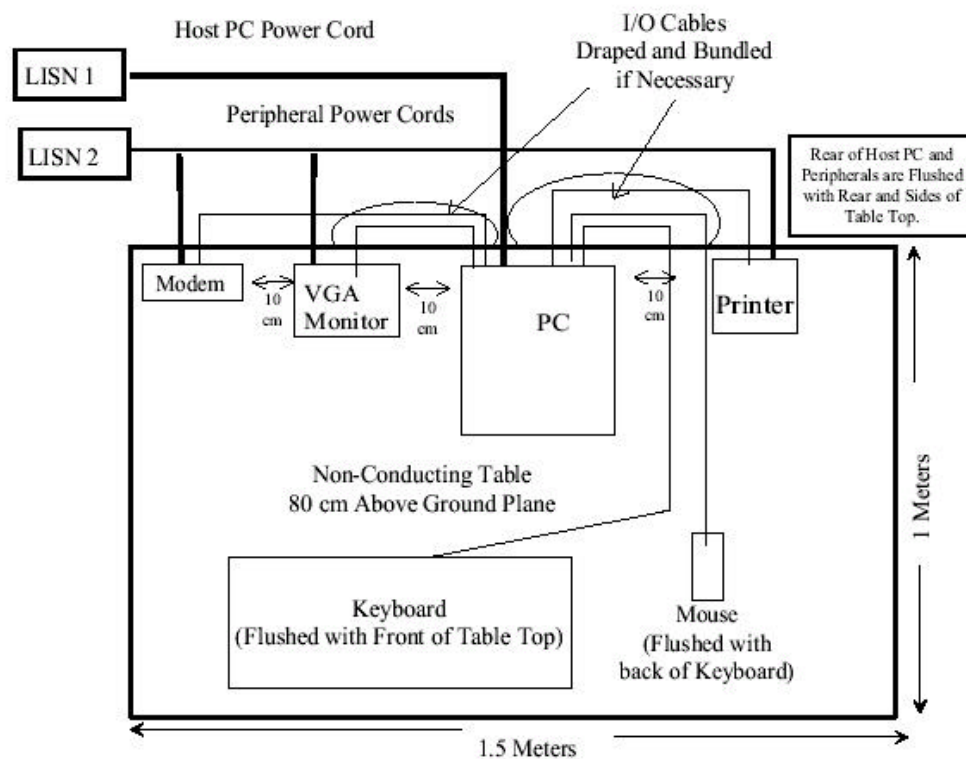 Host PC Power Cord
I/O Cables
Draped and Bundled
if Necessary
LISN 1
Peripheral Power Cords
LISN 2
Rear of Host PC and
Peripherals are Flushed
with Rear and Sides of
Table Top.
Modem
10
cm
VGA
Monitor
10
cm
PC
10
cm
Printer
Non-Conducting Table
80 cm Above Ground Plane
1 Meters
Keyboard
(Flushed with Front of Table Top)
Mouse
(Flushed with
back of Keyboard)
1.5 Meters